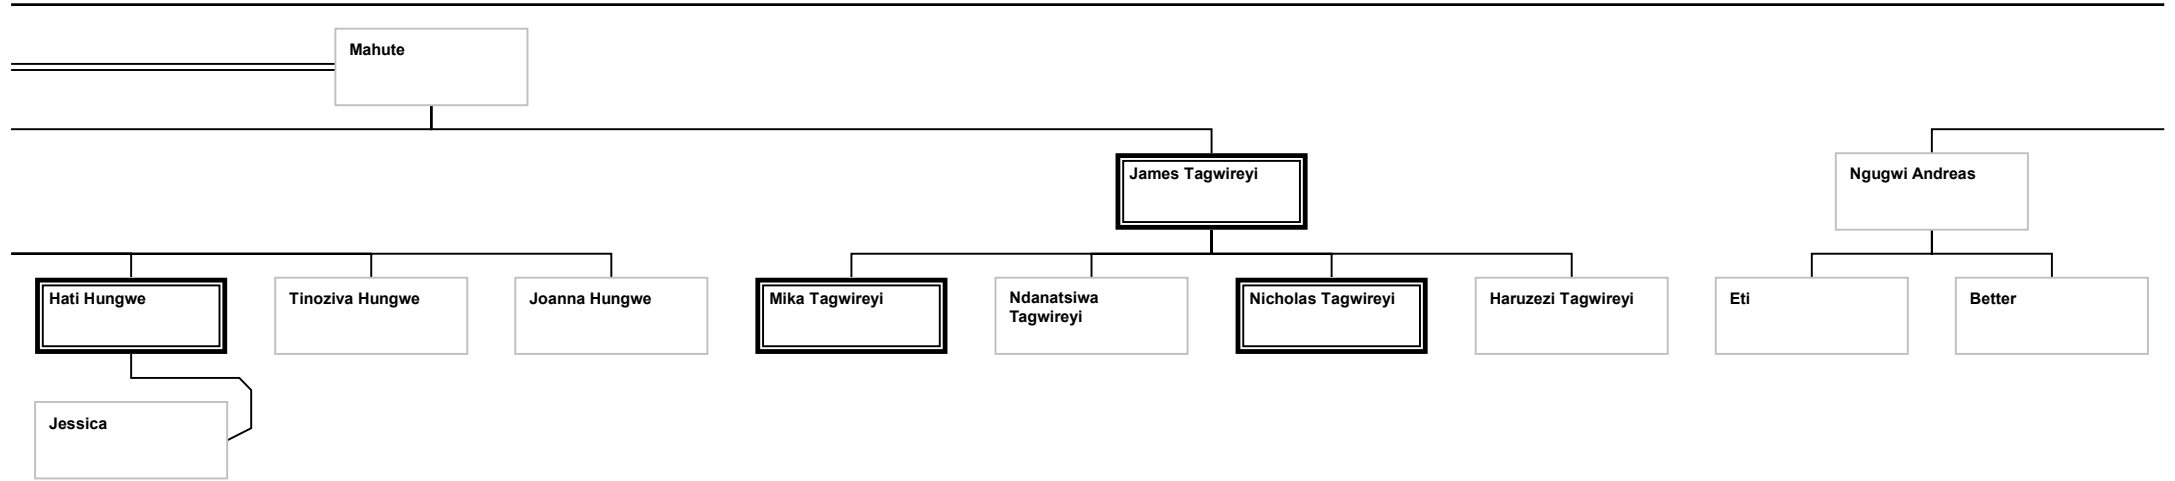 Mahute
James Tagwireyi
Ngugwi Andreas
Hati Hungwe
Tinoziva Hungwe
Joanna Hungwe
Mika Tagwireyi
Ndanatsiwa
Tagwireyi
Nicholas Tagwireyi
Haruzezi Tagwireyi
Eti
Better
Jessica